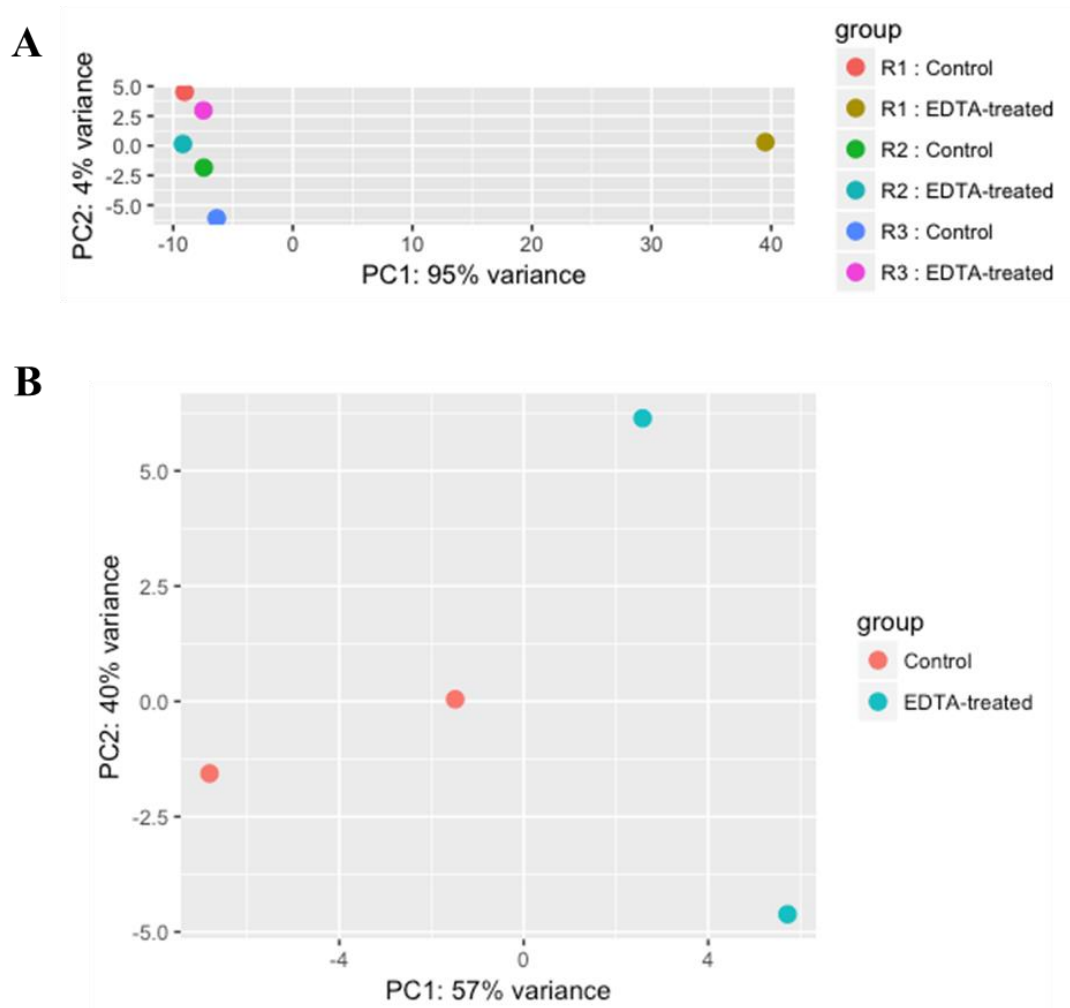 A
PC2: 4% variance
5.0
2.5
0.0
-2.5
-5.0
-10
0
10
20
30
40
PC1: 95% variance
group
R1 : Control
R1 : EDTA-treated
R2 : Control
R2 : EDTA-treated
R3 : Control
R3 : EDTA-treated
B
PC2: 40% variance
5.0
2.5
0.0
-2.5
-5.0
-4
0
4
PC1: 57% variance
group
Control
EDTA-treated